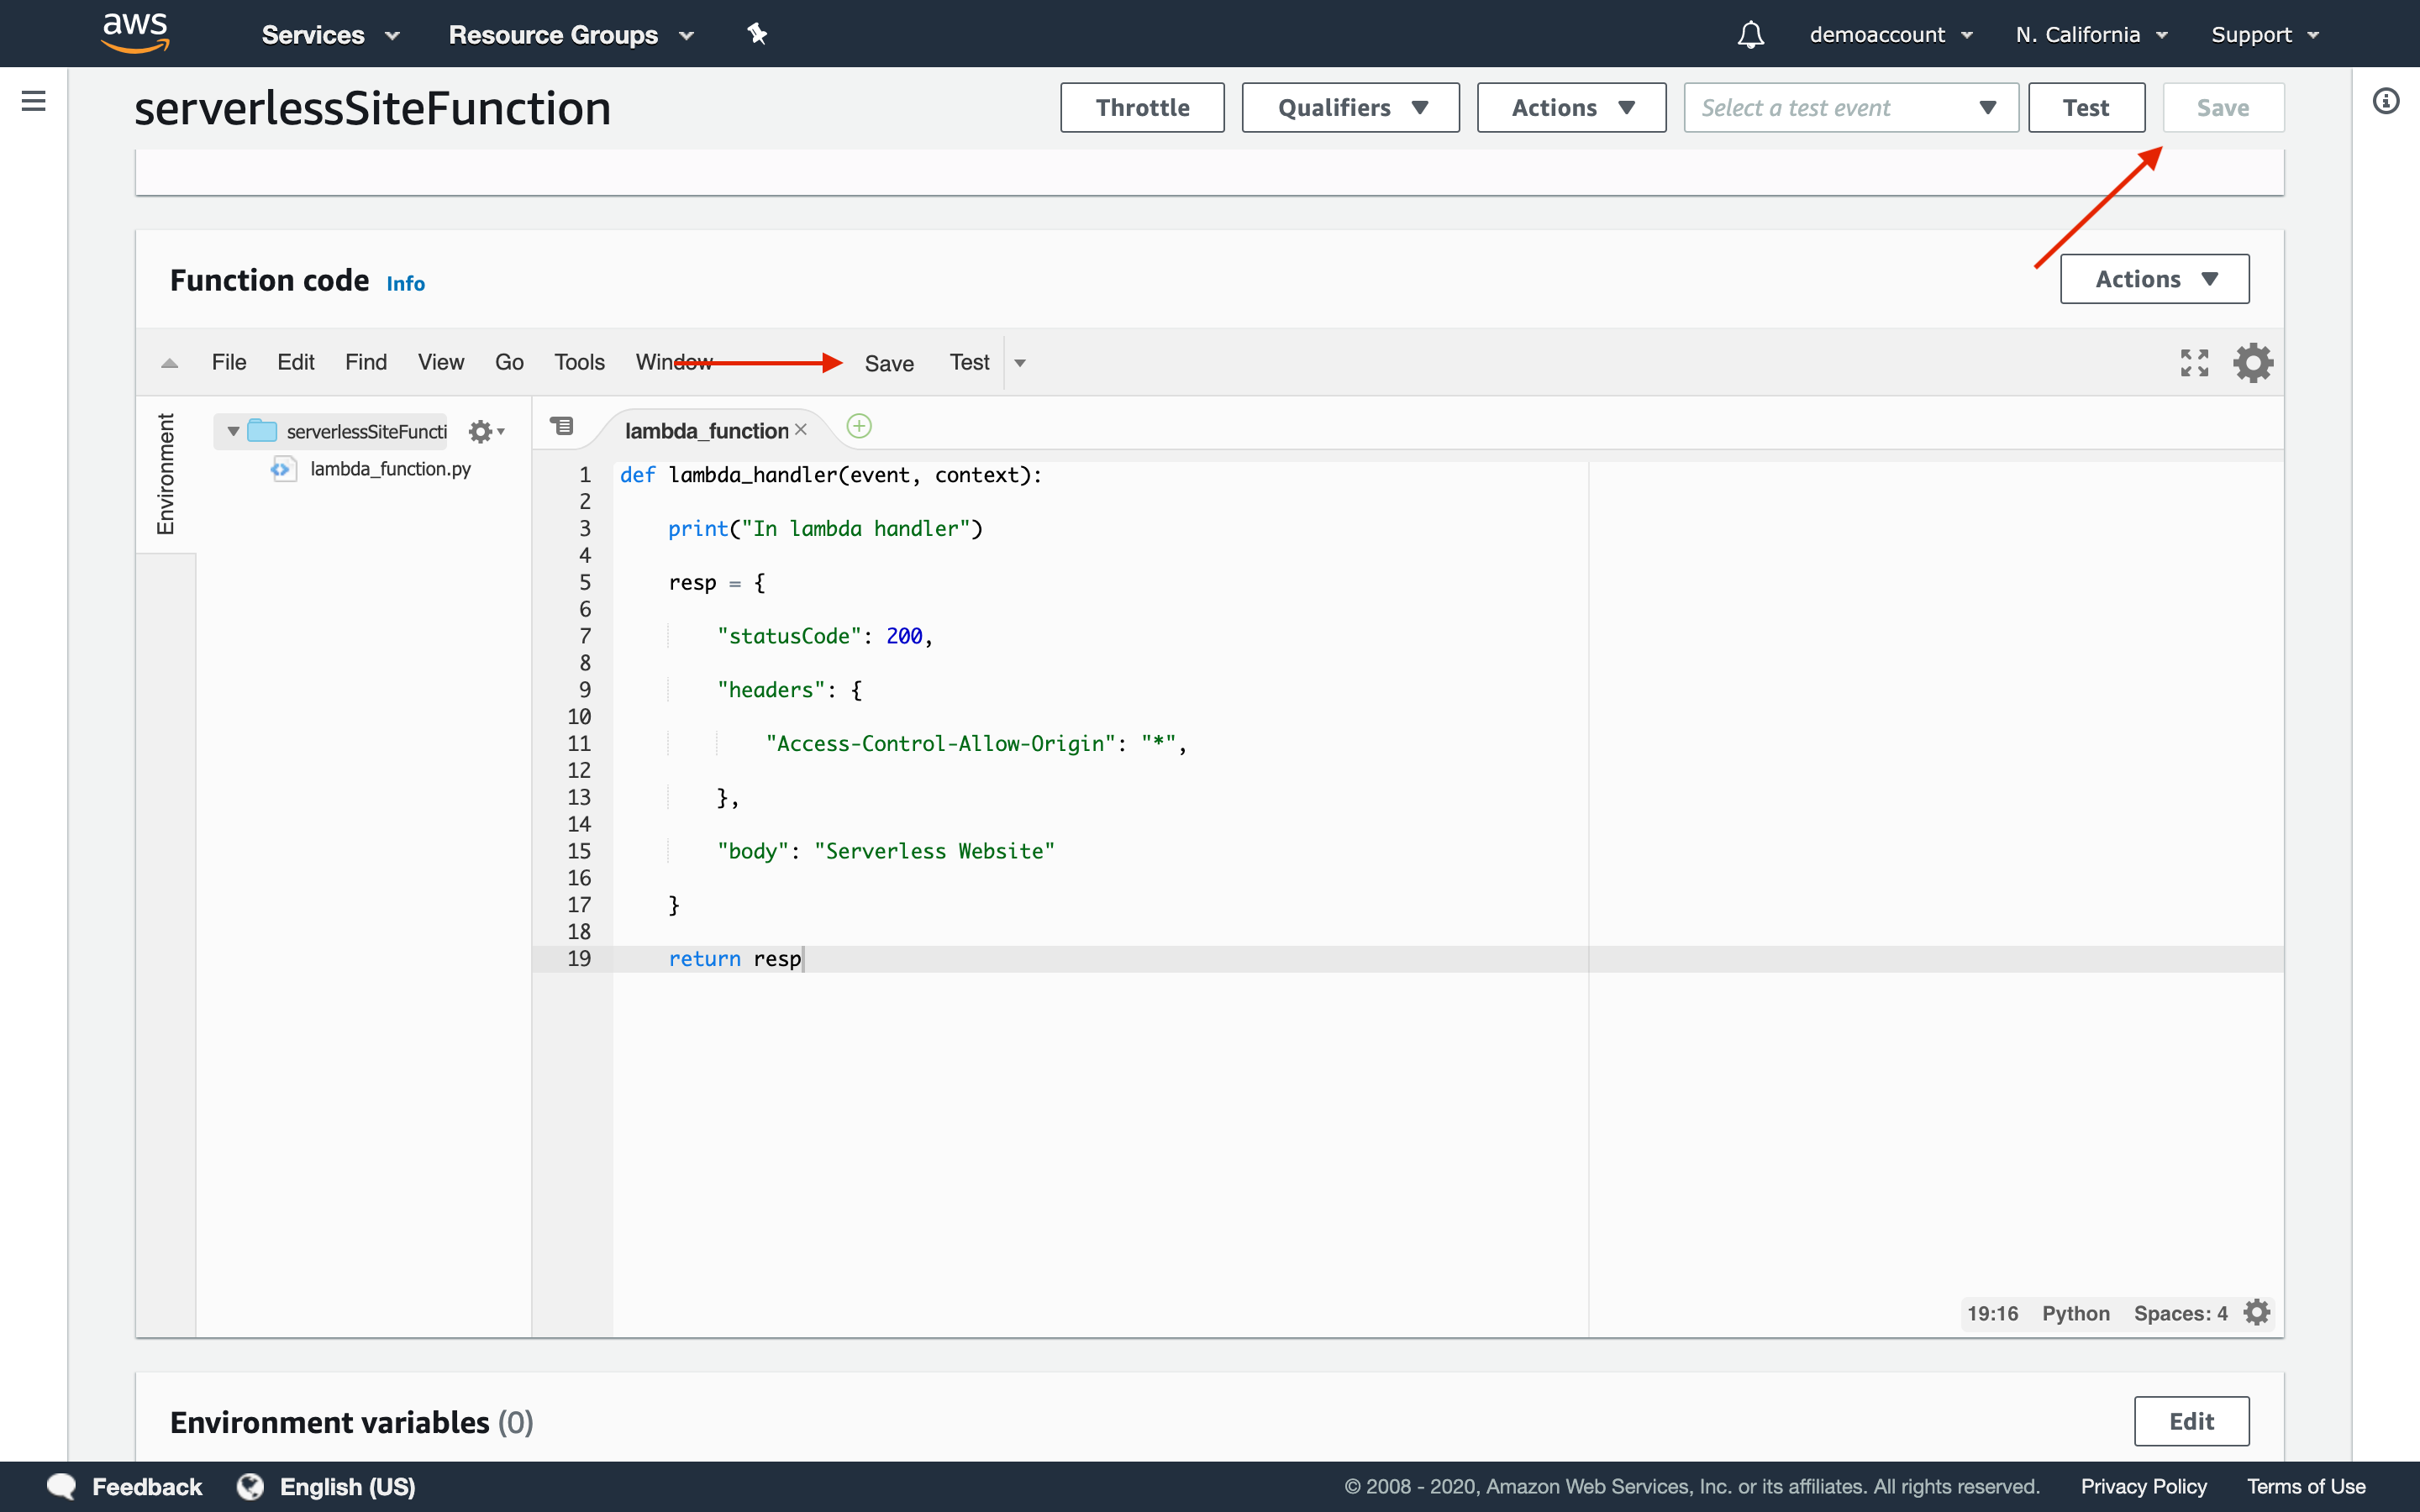 aws Services Resource Groups demoaccount N. California Support
serverlessSiteFunction Throttle Qualifiers Actions Select a test event Test Save
Function code Info Actions
File Edit Find View Go Tools Window Save Test
Environment
serverlessSiteFuncti
lambda_function.py
lambda_function
1 def lambda_handler(event, context):
2
3 print("In lambda handler")
4
5 resp = {
6
7 "statusCode": 200,
8
9 "headers": {
10
11 "Access-Control-Allow-Origin": "*",
12
13 },
14
15 "body": "Serverless Website"
16
17 }
18
19 return resp
19:16 Python Spaces: 4
Environment variables (0) Edit
Feedback English (US) © 2008 - 2020, Amazon Web Services, Inc. or its affiliates. All rights reserved. Privacy Policy Terms of Use